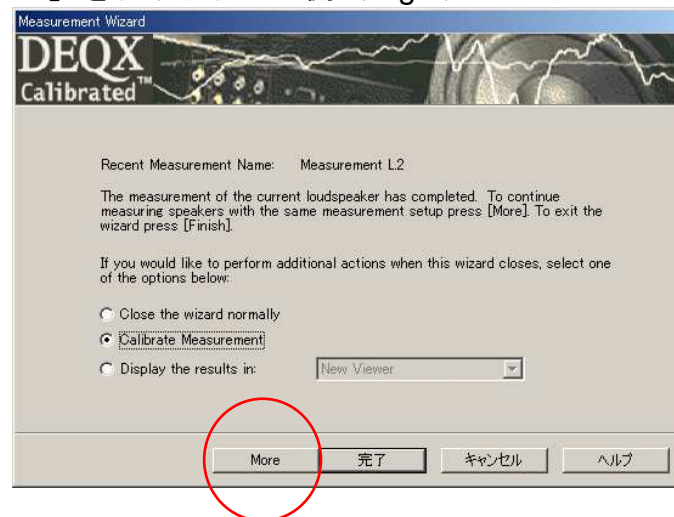 Measurement Wizard
DEQX
Calibrated™
Recent Measurement Name: Measurement L2
The measurement of the current loudspeaker has completed. To continue
measuring speakers with the same measurement setup press [More]. To exit the
wizard press [Finish].
If you would like to perform additional actions when this wizard closes, select one
of the options below:
Close the wizard normally
Calibrate Measurement
Display the results in: New Viewer
More 完了 キャンセル ヘルプ